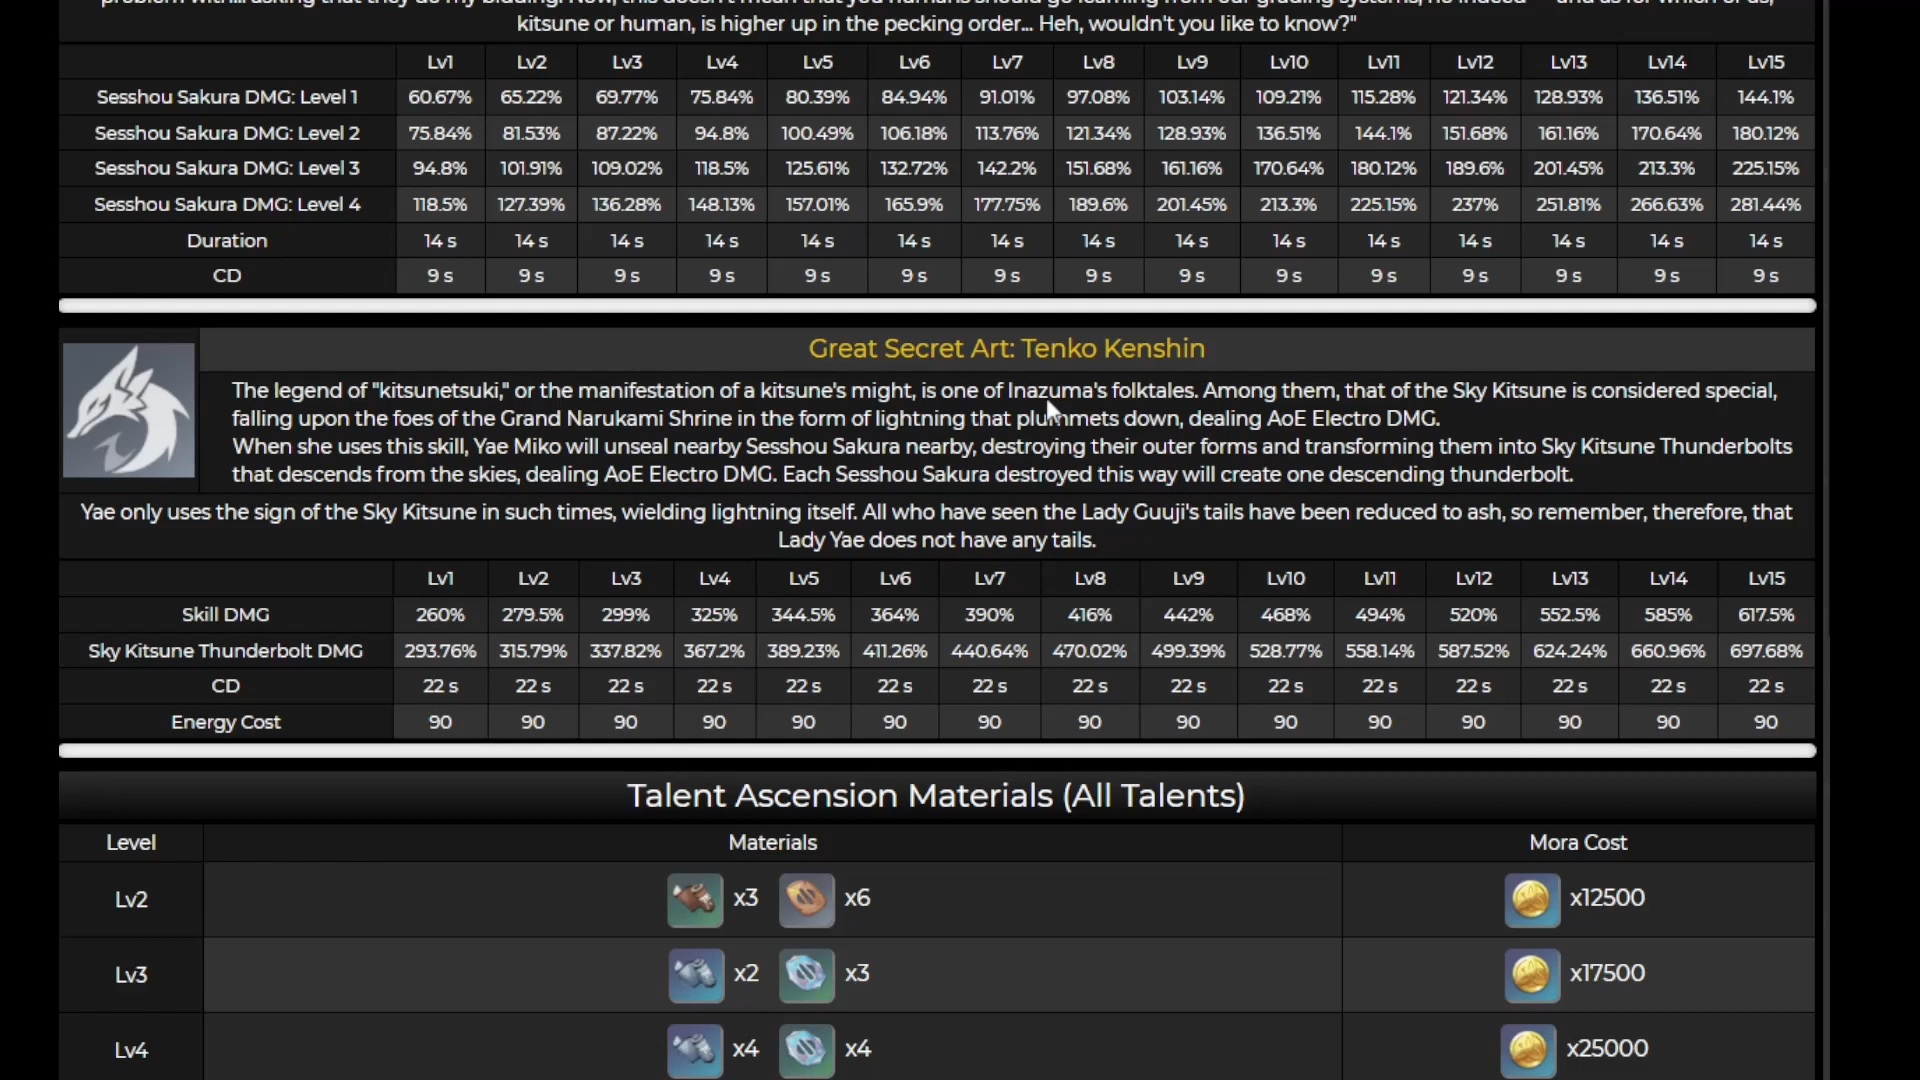 kitsune or human, is higher up in the pecking order... Heh, wouldn't you like to know?"
Lv1 Lv2 Lv3 Lv4 Lv5 Lv6 Lv7 Lv8 Lv9 Lv10 Lv11 Lv12 Lv13 Lv14 Lv15
Sesshou Sakura DMG: Level 1 60.67% 65.22% 69.77% 75.84% 80.39% 84.94% 91.01% 97.08% 103.14% 109.21% 115.28% 121.34% 128.93% 136.51% 144.1%
Sesshou Sakura DMG: Level 2 75.84% 81.53% 87.22% 94.8% 100.49% 106.18% 113.76% 121.34% 128.93% 136.51% 144.1% 151.68% 161.16% 170.64% 180.12%
Sesshou Sakura DMG: Level 3 94.8% 101.91% 109.02% 118.5% 125.61% 132.72% 142.2% 151.68% 161.16% 170.64% 180.12% 189.6% 201.45% 213.3% 225.15%
Sesshou Sakura DMG: Level 4 118.5% 127.39% 136.28% 148.13% 157.01% 165.9% 177.75% 189.6% 201.45% 213.3% 225.15% 237% 251.81% 266.63% 281.44%
Duration 14 s 14 s 14 s 14 s 14 s 14 s 14 s 14 s 14 s 14 s 14 s 14 s 14 s 14 s 14 s
CD 9 s 9 s 9 s 9 s 9 s 9 s 9 s 9 s 9 s 9 s 9 s 9 s 9 s 9 s 9 s
Great Secret Art: Tenko Kenshin
The legend of "kitsunetsuki," or the manifestation of a kitsune's might, is one of Inazuma's folktales. Among them, that of the Sky Kitsune is considered special,
falling upon the foes of the Grand Narukami Shrine in the form of lightning that plummets down, dealing AoE Electro DMG.
When she uses this skill, Yae Miko will unseal nearby Sesshou Sakura nearby, destroying their outer forms and transforming them into Sky Kitsune Thunderbolts
that descends from the skies, dealing AoE Electro DMG. Each Sesshou Sakura destroyed this way will create one descending thunderbolt.
Yae only uses the sign of the Sky Kitsune in such times, wielding lightning itself. All who have seen the Lady Guuji's tails have been reduced to ash, so remember, therefore, that
Lady Yae does not have any tails.
Lv1 Lv2 Lv3 Lv4 Lv5 Lv6 Lv7 Lv8 Lv9 Lv10 Lv11 Lv12 Lv13 Lv14 Lv15
Skill DMG 260% 279.5% 299% 325% 344.5% 364% 390% 416% 442% 468% 494% 520% 552.5% 585% 617.5%
Sky Kitsune Thunderbolt DMG 293.76% 315.79% 337.82% 367.2% 389.23% 411.26% 440.64% 470.02% 499.39% 528.77% 558.14% 587.52% 624.24% 660.96% 697.68%
CD 22 s 22 s 22 s 22 s 22 s 22 s 22 s 22 s 22 s 22 s 22 s 22 s 22 s 22 s 22 s
Energy Cost 90 90 90 90 90 90 90 90 90 90 90 90 90 90 90
Talent Ascension Materials (All Talents)
Level Materials Mora Cost
Lv2 x3 x6 x12500
Lv3 x2 x3 x17500
Lv4 x4 x4 x25000